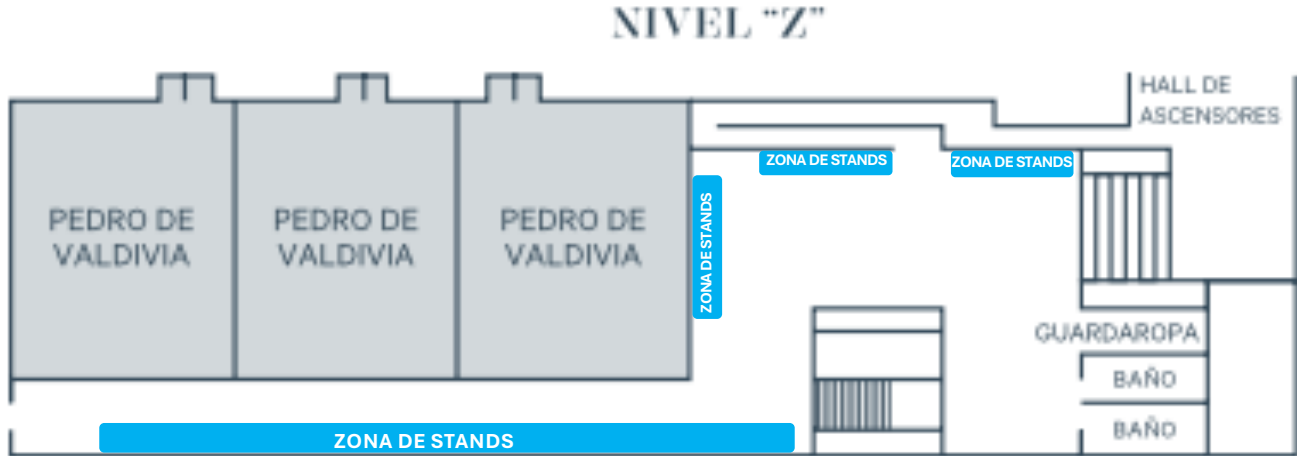 NIVEL “Z”
HALL DE
ASCENSORES
ZONA DE STANDS
ZONA DE STANDS
PEDRO DE
VALDIVIA
PEDRO DE
VALDIVIA
PEDRO DE
VALDIVIA
ZONA DE STANDS
GUARDAROPA
BAÑO
BAÑO
ZONA DE STANDS